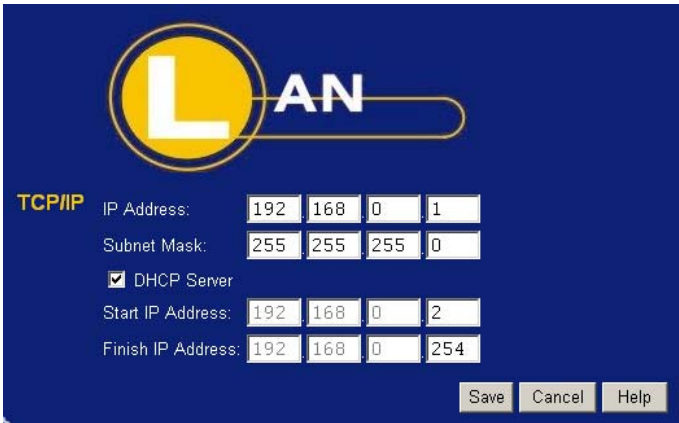 LAN
TCP/IP
IP Address: 192.168.0.1
Subnet Mask: 255.255.255.0
DHCP Server
Start IP Address: 192.168.0.2
Finish IP Address: 192.168.0.254
Save Cancel Help